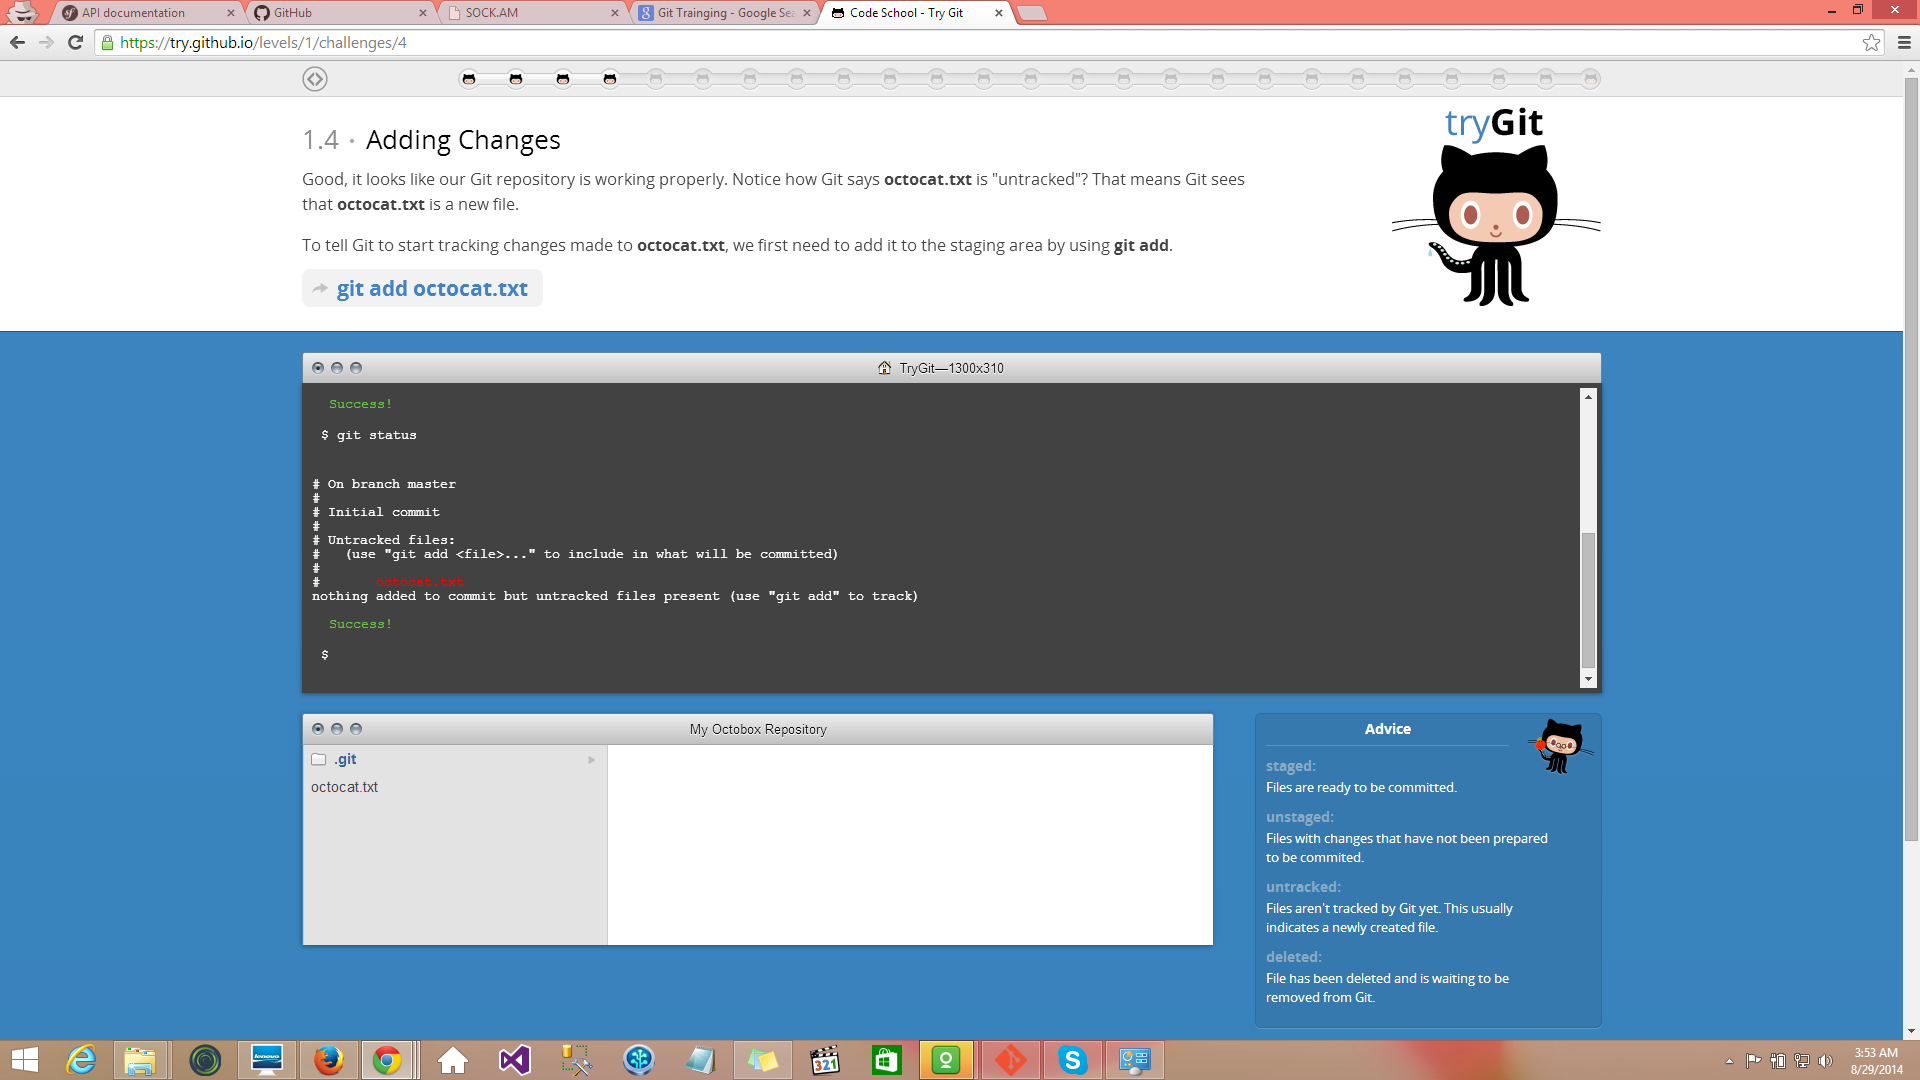 API documentation
GitHub
SOCK.AM
Git Trainging - Google Sea
Code School - Try Git
https://try.github.io/levels/1/challenges/4
tryGit
1.4 · Adding Changes
Good, it looks like our Git repository is working properly. Notice how Git says octocat.txt is "untracked"? That means Git sees
that octocat.txt is a new file.
To tell Git to start tracking changes made to octocat.txt, we first need to add it to the staging area by using git add.
git add octocat.txt
TryGit—1300x310
Success!
$ git status
# On branch master
#
# Initial commit
#
# Untracked files:
#   (use "git add <file>..." to include in what will be committed)
#
#       octocat.txt
nothing added to commit but untracked files present (use "git add" to track)
Success!
$
My Octobox Repository
.git
octocat.txt
Advice
staged:
Files are ready to be committed.
unstaged:
Files with changes that have not been prepared
to be commited.
untracked:
Files aren't tracked by Git yet. This usually
indicates a newly created file.
deleted:
File has been deleted and is waiting to be
removed from Git.
lenovo
321
3:53 AM
8/29/2014